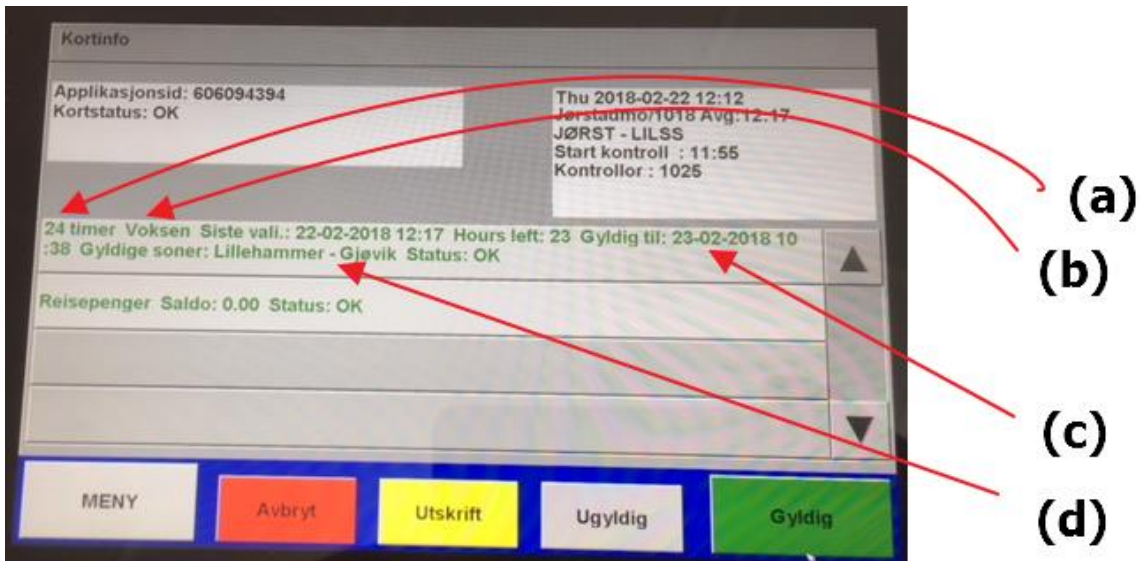 Kortinfo
Applikasjonsid: 606094394
Kortstatus: OK
Thu 2018-02-22 12:12
Jørstadmo/1018 Avg:12:17
JØRST - LILSS
Start kontroll : 11:55
Kontrollor : 1025
24 timer Voksen Siste vali.: 22-02-2018 12:17 Hours left: 23 Gyldig til: 23-02-2018 10
:38 Gyldige soner: Lillehammer - Gjøvik Status: OK
Reisepenger Saldo: 0.00 Status: OK
MENY
Avbryt
Utskrift
Ugyldig
Gyldig
(a)
(b)
(c)
(d)